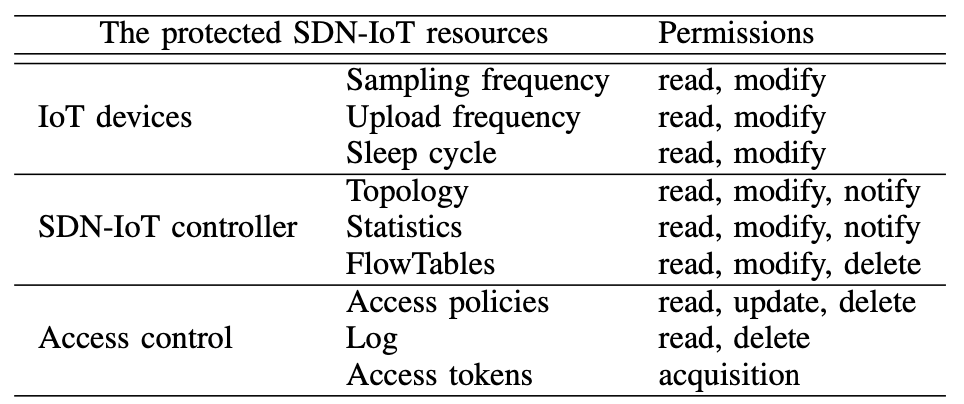 The protected SDN-IoT resources Permissions
Sampling frequency read, modify
IoT devices Upload frequency read, modify
Sleep cycle read, modify
Topology read, modify, notify
SDN-IoT controller Statistics read, modify, notify
FlowTables read, modify, delete
Access policies read, update, delete
Access control Log read, delete
Access tokens acquisition